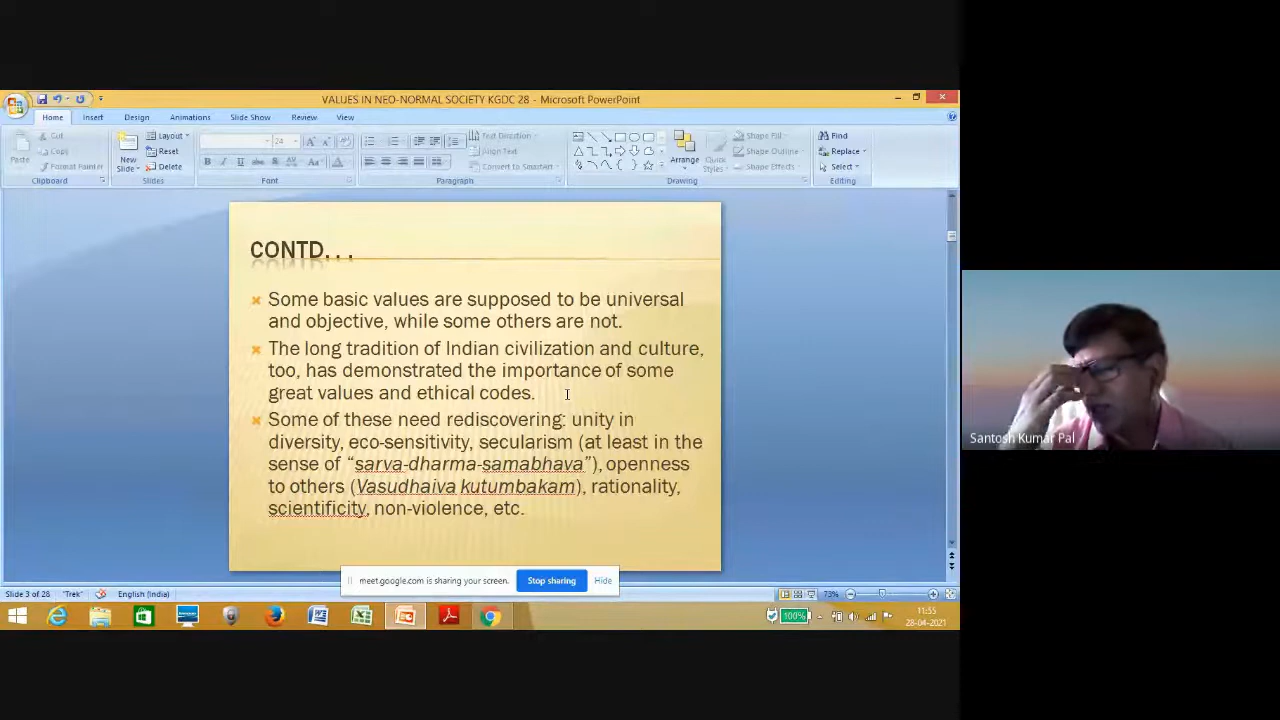 VALUES IN NEO-NORMAL SOCIETY KGDC 28 - Microsoft PowerPoint
Home Insert Design Animations Slide Show Review View
Paste
Cut
Copy
Format Painter
Clipboard
New Slide
Layout
Reset
Delete
Slides
24
Font
Text Direction
Align Text
Convert to SmartArt
Paragraph
Arrange
Quick Styles
Shape Fill
Shape Outline
Shape Effects
Drawing
Find
Replace
Select
Editing
CONTD. . .
Some basic values are supposed to be universal
and objective, while some others are not.
The long tradition of Indian civilization and culture,
too, has demonstrated the importance of some
great values and ethical codes.
Some of these need rediscovering: unity in
diversity, eco-sensitivity, secularism (at least in the
sense of “sarva-dharma-samabhava”), openness
to others (Vasudhaiva kutumbakam), rationality,
scientificity, non-violence, etc.
Santosh Kumar Pal
meet.google.com is sharing your screen. Stop sharing Hide
Slide 3 of 28 "Trek" English (India) 73%
100% 11:55
28-04-2021